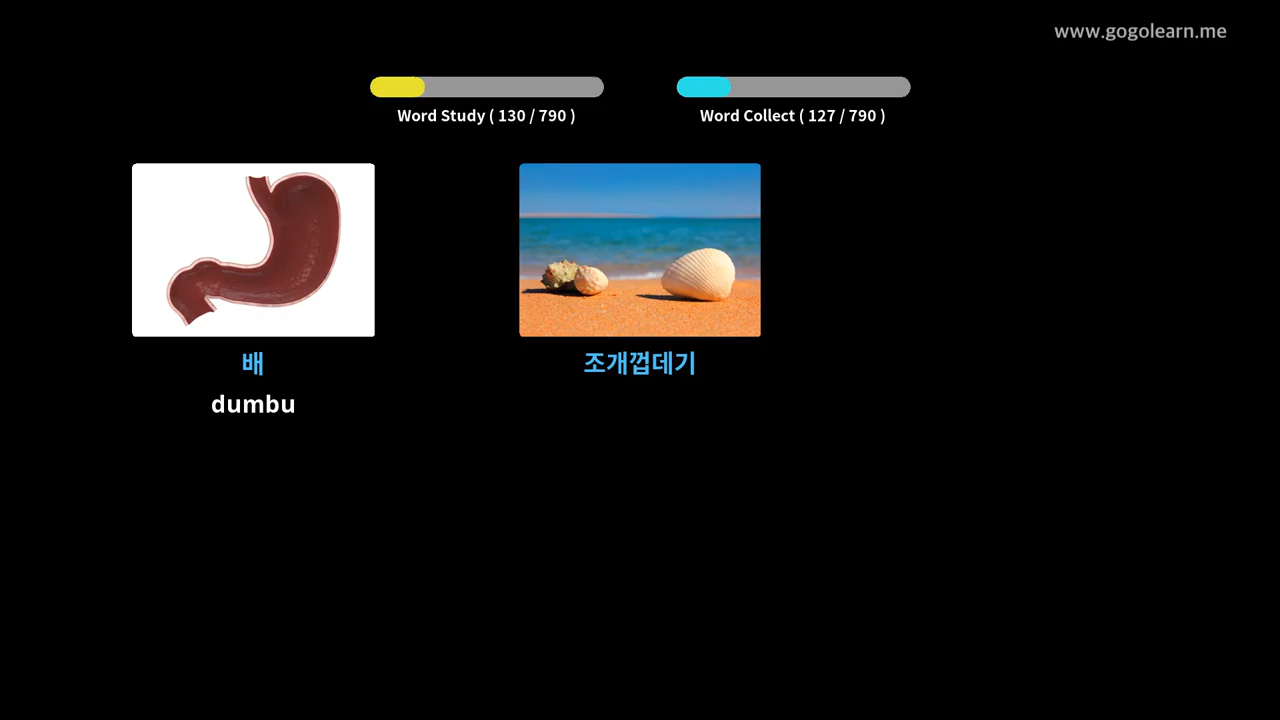 www.gogolearn.me
Word Study ( 130 / 790 )
Word Collect ( 127 / 790 )
배
조개껍데기
dumbu